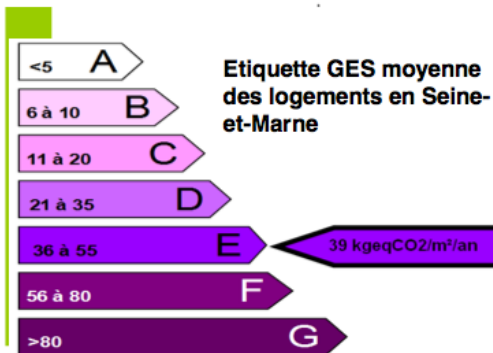 <5 A
Etiquette GES moyenne
des logements en Seine-
et-Marne
6 à 10 B
11 à 20 C
21 à 35 D
36 à 55 E
39 kgeqCO2/m²/an
56 à 80 F
>80 G